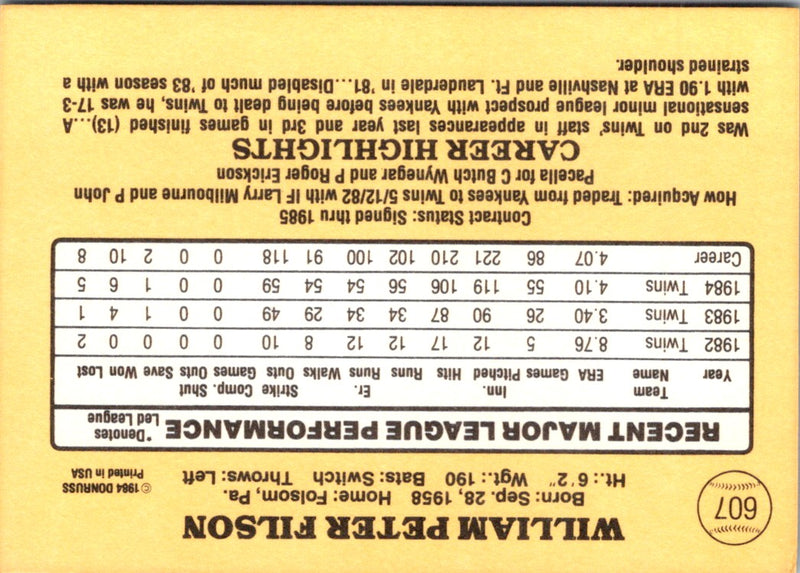 607
WILLIAM PETER FILSON
Born: Sep. 28, 1958 Home: Folsom, Pa.
Ht.: 6'2" Wgt.: 190 Bats: Switch Throws: Left
© 1984 DONRUSS
Printed in USA
RECENT MAJOR LEAGUE PERFORMANCE
*Denotes
Led League
Team Inn. Er. Strike Comp. Shut
Year Name ERA Games Pitched Hits Runs Runs Walks Outs Games Outs Save Won Lost
1982 Twins 8.76 5 12 17 12 12 8 10 0 0 0 0 2
1983 Twins 3.40 26 90 87 34 34 29 49 0 0 1 4 1
1984 Twins 4.10 55 119 106 56 54 54 59 0 0 1 6 5
Career 4.07 86 221 210 102 100 91 118 0 0 2 10 8
Contract Status: Signed thru 1985
How Acquired: Traded from Yankees to Twins 5/12/82 with IF Larry Milbourne and P John
Pacella for C Butch Wynegar and P Roger Erickson
CAREER HIGHLIGHTS
Was 2nd on Twins' staff in appearances last year and 3rd in games finished (13)...A
sensational minor league prospect with Yankees before being dealt to Twins, he was 17-3
with 1.90 ERA at Nashville and Ft. Lauderdale in '81...Disabled much of '83 season with a
strained shoulder.